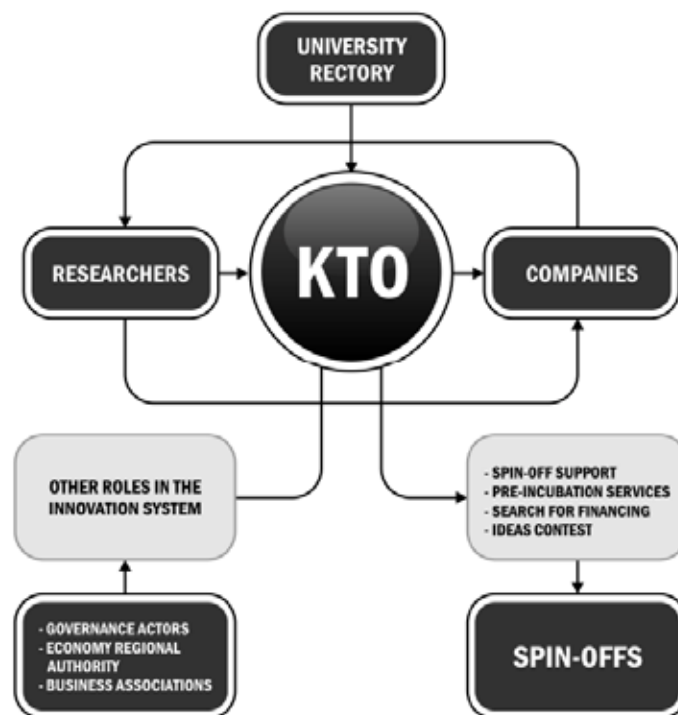 UNIVERSITY
RECTORY
RESEARCHERS
KTO
COMPANIES
OTHER ROLES IN THE
INNOVATION SYSTEM
- SPIN-OFF SUPPORT
- PRE-INCUBATION SERVICES
- SEARCH FOR FINANCING
- IDEAS CONTEST
- GOVERNANCE ACTORS
- ECONOMY REGIONAL
AUTHORITY
- BUSINESS ASSOCIATIONS
SPIN-OFFS